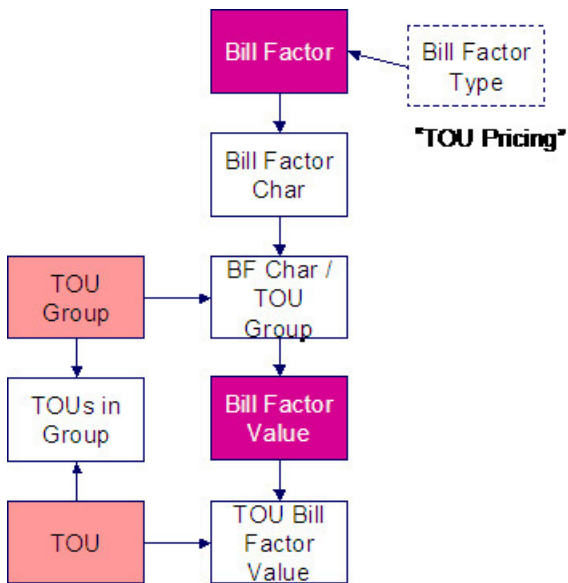 Bill Factor
Bill Factor
Type
"TOU Pricing"
Bill Factor
Char
TOU
Group
BF Char /
TOU
Group
TOUs in
Group
Bill Factor
Value
TOU
TOU Bill
Factor
Value